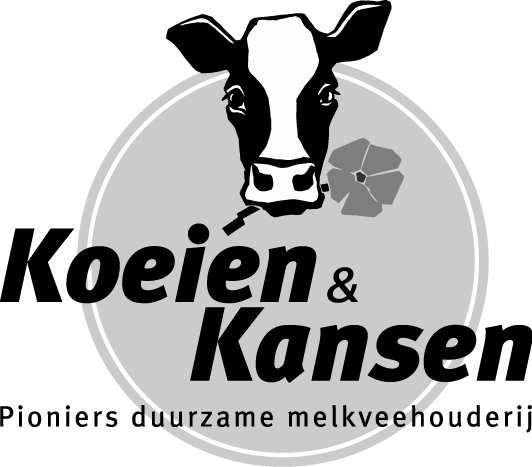 Koeien &
Kansen
Pioniers duurzame melkveehouderij